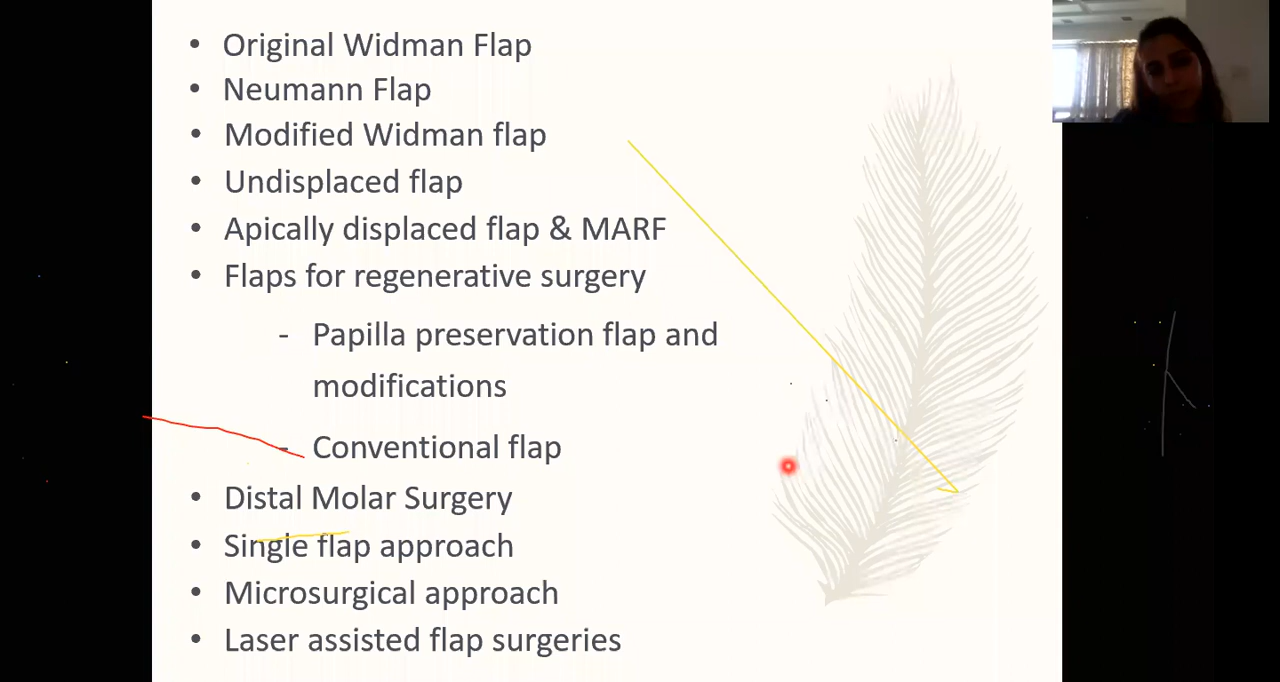 • Original Widman Flap
• Neumann Flap
• Modified Widman flap
• Undisplaced flap
• Apically displaced flap & MARF
• Flaps for regenerative surgery
- Papilla preservation flap and
modifications
- Conventional flap
• Distal Molar Surgery
• Single flap approach
• Microsurgical approach
• Laser assisted flap surgeries